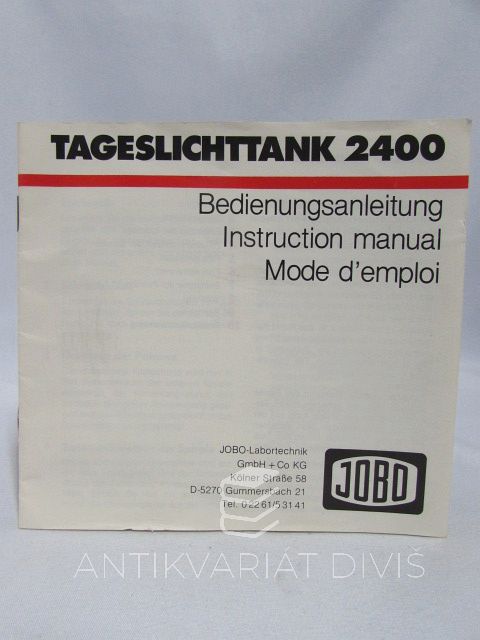 TAGESLICHTTANK 2400
Bedienungsanleitung
Instruction manual
Mode d'emploi
JOBO-Labortechnik
GmbH + Co KG
Kölner Straße 58
D-5270 Gummersbach 21
Tel. 0 22 61/5 31 41
JOBO
ANTIKVARIÁT DIVIŠ